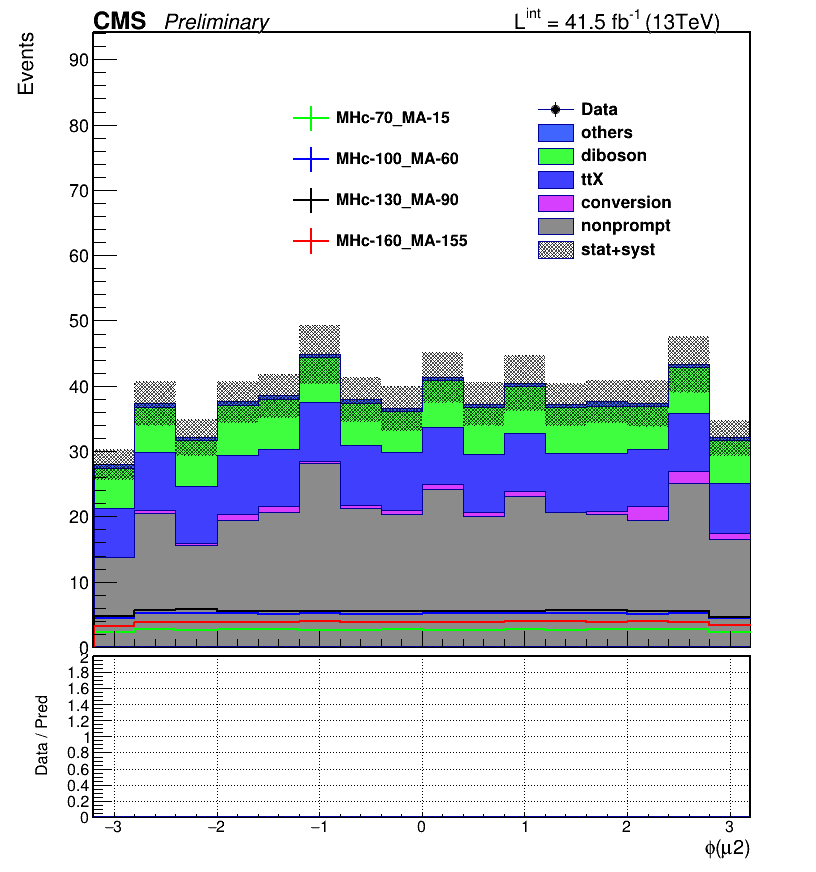 CMS Preliminary L^int = 41.5 fb^-1 (13TeV)
Events
90
80
70
60
50
40
30
20
10
0
MHc-70_MA-15
MHc-100_MA-60
MHc-130_MA-90
MHc-160_MA-155
Data
others
diboson
ttX
conversion
nonprompt
stat+syst
Data / Pred
2
1.8
1.6
1.4
1.2
1
0.8
0.6
0.4
0.2
0
−3 −2 −1 0 1 2 3
ϕ(μ2)